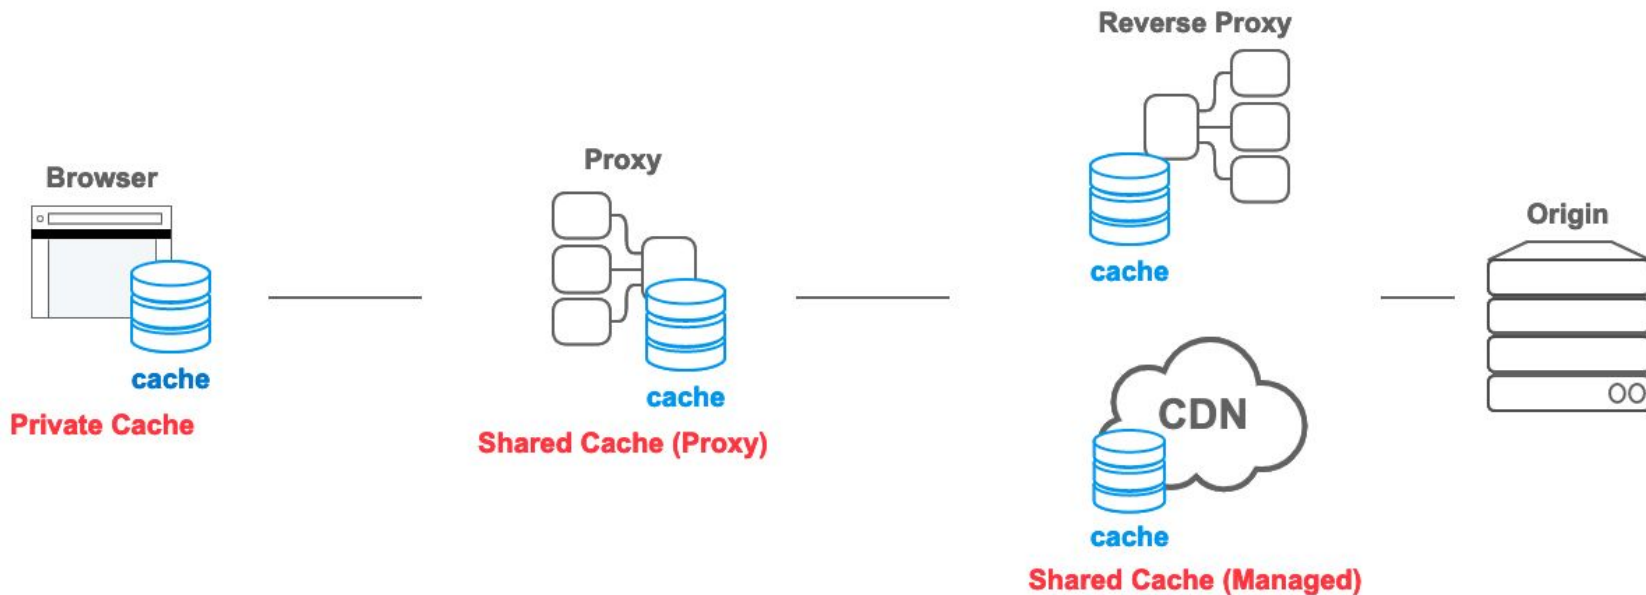 Browser
cache
Private Cache
Proxy
cache
Shared Cache (Proxy)
Reverse Proxy
cache
CDN
cache
Shared Cache (Managed)
Origin